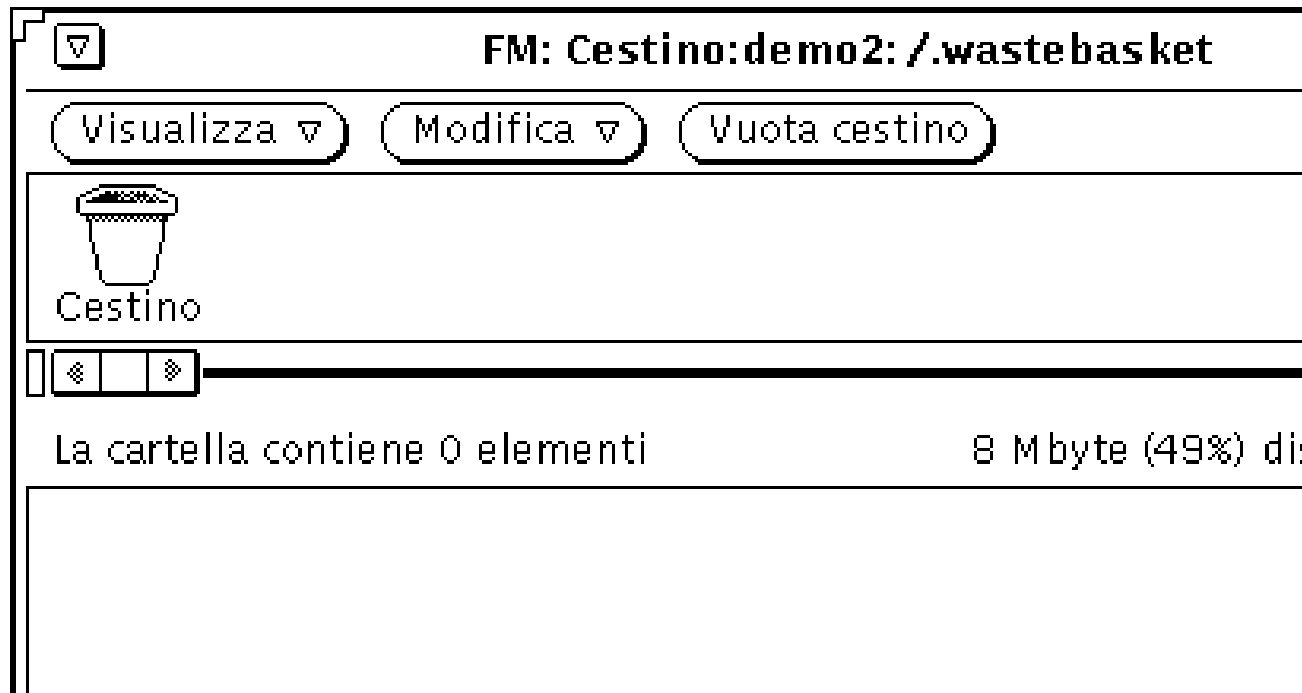 FM: Cestino:demo2: /.wastebasket
Visualizza Modifica Vuota cestino
Cestino
La cartella contiene 0 elementi 8 Mbyte (49%)